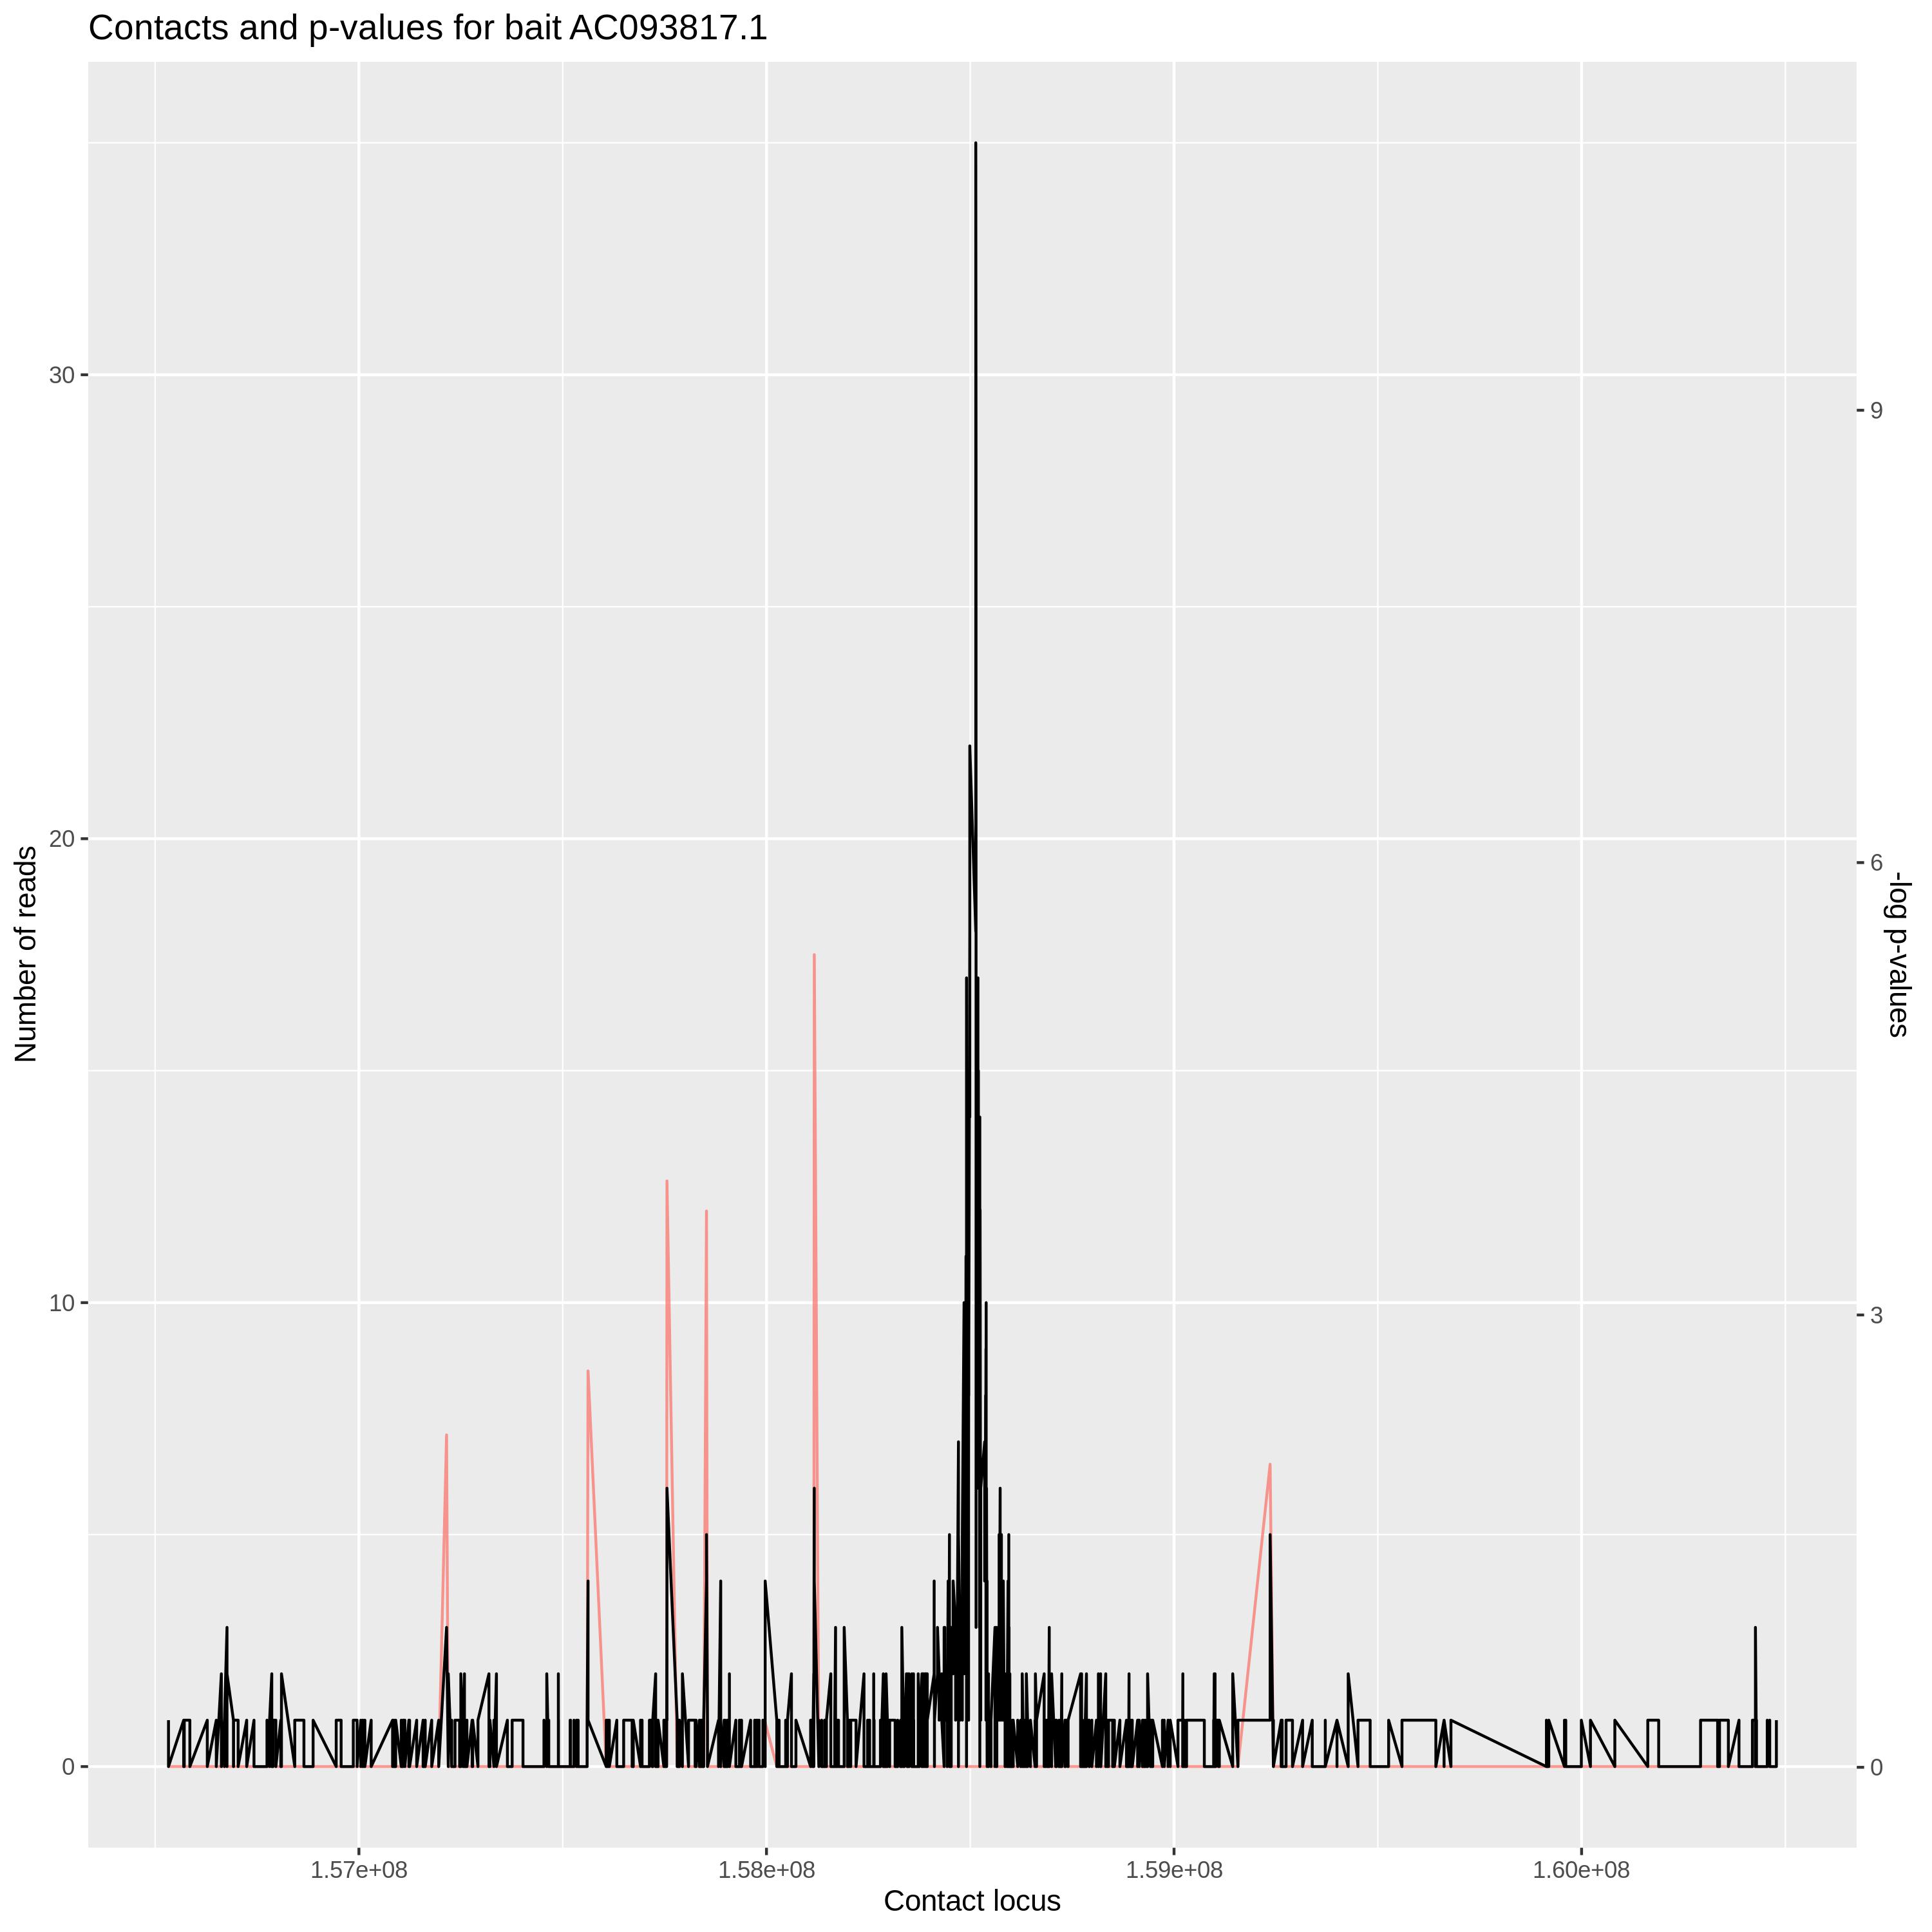 Contacts and p-values for bait AC093817.1
30
20
10
0
Number of reads
9
6
3
0
-log p-values
1.57e+08
1.58e+08
1.59e+08
1.60e+08
Contact locus